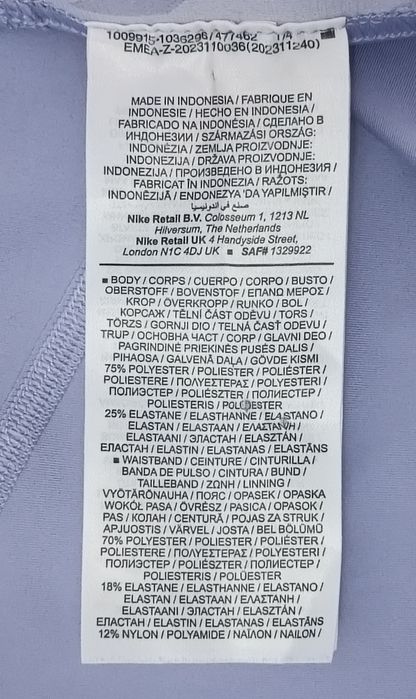 1009915-1036296/477462 1/4
EMEA-Z-2023110036(202311240)
MADE IN INDONESIA / FABRIQUE EN
INDONESIE / HECHO EN INDONESIA /
FABRICADO NA INDONÉSIA / СДЕЛАНО В
ИНДОНЕЗИИ / SZÁRMAZÁSI ORSZÁG:
INDONÉZIA / ZEMLJA PROIZVODNJE:
INDONEZIJA / DRŽAVA PROIZVODNJE:
INDONEZIJA / ПРОИЗВЕДЕНО В ИНДОНЕЗИЯ /
FABRICAT ÎN INDONEZIA / RAŽOTS:
INDONĒZIJĀ / ENDONEZYA 'DA YAPILMIŞTIR /
صنع في اندونيسيا
Nike Retail B.V. Colosseum 1, 1213 NL
Hilversum, The Netherlands
Nike Retail UK 4 Handyside Street,
London N1C 4DJ UK ■ SAF# 1329922
■ BODY / CORPS / CUERPO / CORPO / BUSTO /
OBERSTOFF / BOVENSTOF / ΕΠΑΝΩ ΜΕΡΟΣ /
KROP / ÖVERKROPP / RUNKO / BOL /
КОРСАЖ / TĚLNÍ ČÁST ODĚVU / TORS /
TÖRZS / GORNJI DIO / TELNÁ ČASŤ ODEVU /
TRUP / ОСНОВНА ЧАСТ / CORP / GLAVNI DEO /
PAGRINDINĖ PRIEKINĖS PUSĖS DALIS /
PIHAOSA / GALVENĀ DAĻA / GÖVDE KISMI
75% POLYESTER / POLIESTER / POLIÉSTER /
POLIESTERE / ΠΟΛΥΕΣΤΕΡΑΣ / POLYESTERI /
ПОЛИЭСТЕР / POLIÉSZTER / ПОЛИЕСТЕР /
POLIESTERIS / POLÜESTER
25% ELASTANE / ELASTHANNE / ELASTANO /
ELASTAN / ELASTAAN / ΕΛΑΣΤΑΝΗ /
ELASTAANI / ЭЛАСТАН / ELASZTÁN /
ЕЛАСТАН / ELASTIN / ELASTANAS / ELASTĀNS
■ WAISTBAND / CEINTURE / CINTURILLA /
BANDA DE PULSO / CINTURA / BUND /
TAILLEBAND / ΖΩΝΗ / LINNING /
VYÖTÄRÖNAUHA / ПОЯС / OPASEK / OPASKA
WOKÓŁ PASA / ÖVRÉSZ / PASICA / OPASOK /
PAS / КОЛАН / CENTURĂ / POJAS ZA STRUK /
APJUOSTIS / VÄRVEL / JOSTA / BEL BÖLÜMÜ
70% POLYESTER / POLIESTER / POLIÉSTER /
POLIESTERE / ΠΟΛΥΕΣΤΕΡΑΣ / POLYESTERI /
ПОЛИЭСТЕР / POLIÉSZTER / ПОЛИЕСТЕР /
POLIESTERIS / POLÜESTER
18% ELASTANE / ELASTHANNE / ELASTANO /
ELASTAN / ELASTAAN / ΕΛΑΣΤΑΝΗ /
ELASTAANI / ЭЛАСТАН / ELASZTÁN /
ЕЛАСТАН / ELASTIN / ELASTANAS / ELASTĀNS
12% NYLON / POLYAMIDE / ΝΑΪΛΟΝ / NAILON /